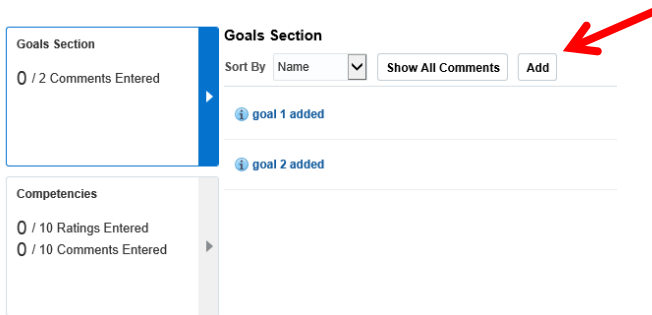 Goals Section
0 / 2 Comments Entered
Competencies
0 / 10 Ratings Entered
0 / 10 Comments Entered
Goals Section
Sort By Name Show All Comments Add
goal 1 added
goal 2 added